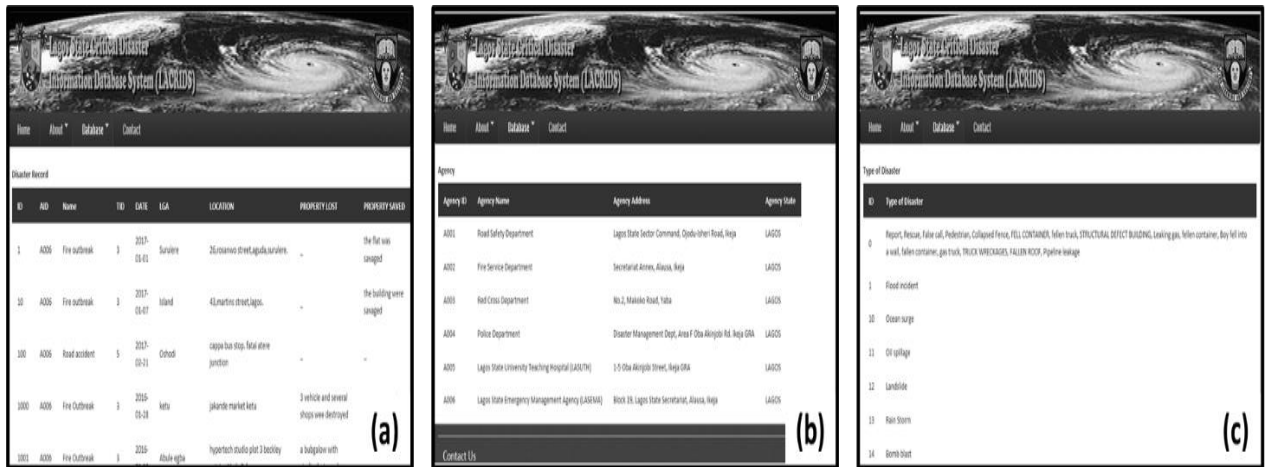 Lagos State Critical Disaster
Information Database System (LACRIDS)
Home About Database Contact
Disaster Record
ID AID Name TID DATE LGA LOCATION PROPERTY LOST PROPERTY SAVED
1 A006 Fire outbreak 3 2017-01-01 Surulere 26,rosanwo street,aguda,surulere. the flat was savaged
10 A006 Fire outbreak 3 2017-01-07 Island 43,martins street,lagos. the building were savaged
100 A006 Road accident 5 2017-02-21 Oshodi cappa bus stop. fatal atere junction
1000 A006 Fire Outbreak 3 2016-01-28 ketu jakande market ketu 3 vehicle and several shops wee destroyed
1001 A006 Fire Outbreak 3 2016- Abule egba hypertech studio plot 3 beckley a bubgalow with
(a)
Lagos State Critical Disaster
Information Database System (LACRIDS)
Home About Database Contact
Agency
Agency ID Agency Name Agency Address Agency State
A001 Road Safety Department Lagos State Sector Command, Ojodu-Isheri Road, Ikeja LAGOS
A002 Fire Service Department Secretariat Annex, Alausa, Ikeja LAGOS
A003 Red Cross Department No.2, Makoko Road, Yaba LAGOS
A004 Police Department Disaster Management Dept, Area F Oba Akinjobi Rd. Ikeja GRA LAGOS
A005 Lagos State University Teaching Hospital (LASUTH) 1-5 Oba Akinjobi Street, Ikeja GRA LAGOS
A006 Lagos State Emergency Management Agency (LASEMA) Block 19, Lagos State Secretariat, Alausa, Ikeja LAGOS
Contact Us
(b)
Lagos State Critical Disaster
Information Database System (LACRIDS)
Home About Database Contact
Type of Disaster
ID Type of Disaster
0 Report, Rescue, False call, Pedestrian, Collapsed Fence, FELL CONTAINER, fellen truck, STRUCTURAL DEFECT BUILDING, Leaking gas, fellen container, Boy fell into
a wall, fallen container, gas truck, TRUCK WRECKAGES, FALLEN ROOF, Pipeline leakage
1 Flood incident
10 Ocean surge
11 Oil spillage
12 Landslide
13 Rain Storm
14 Bomb blast
(c)